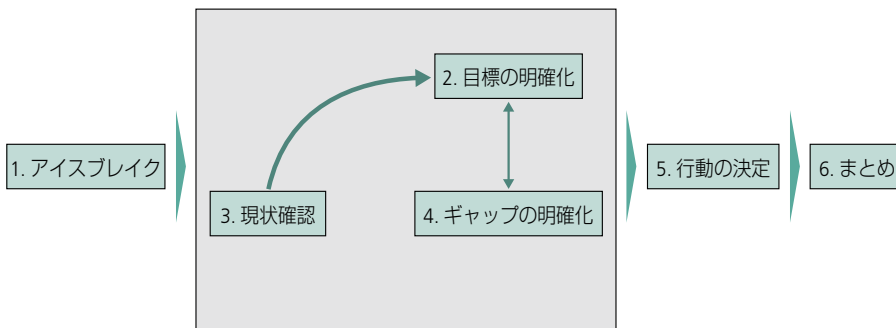 1. アイスブレイク
2. 目標の明確化
3. 現状確認
4. ギャップの明確化
5. 行動の決定
6. まとめ